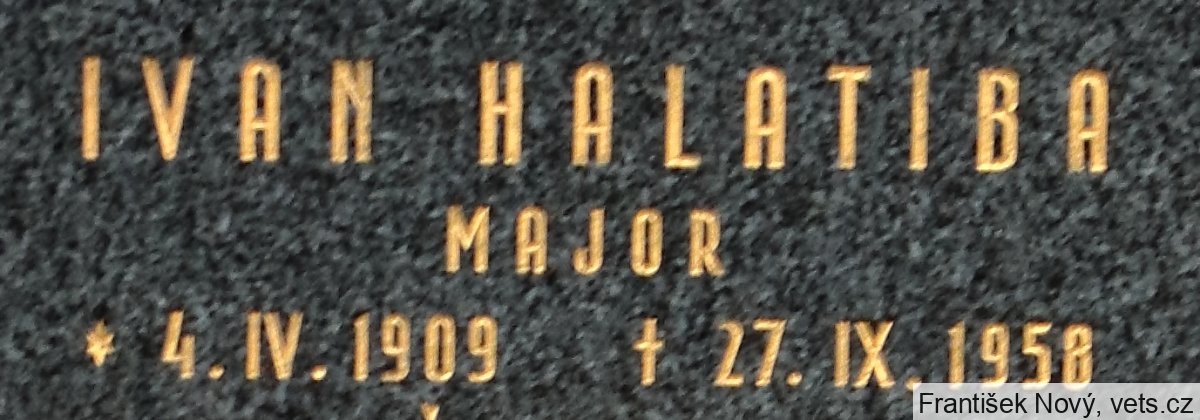 IVAN HALATIBA
MAJOR
* 4. IV. 1909 † 27. IX. 1958
František Nový, vets.cz